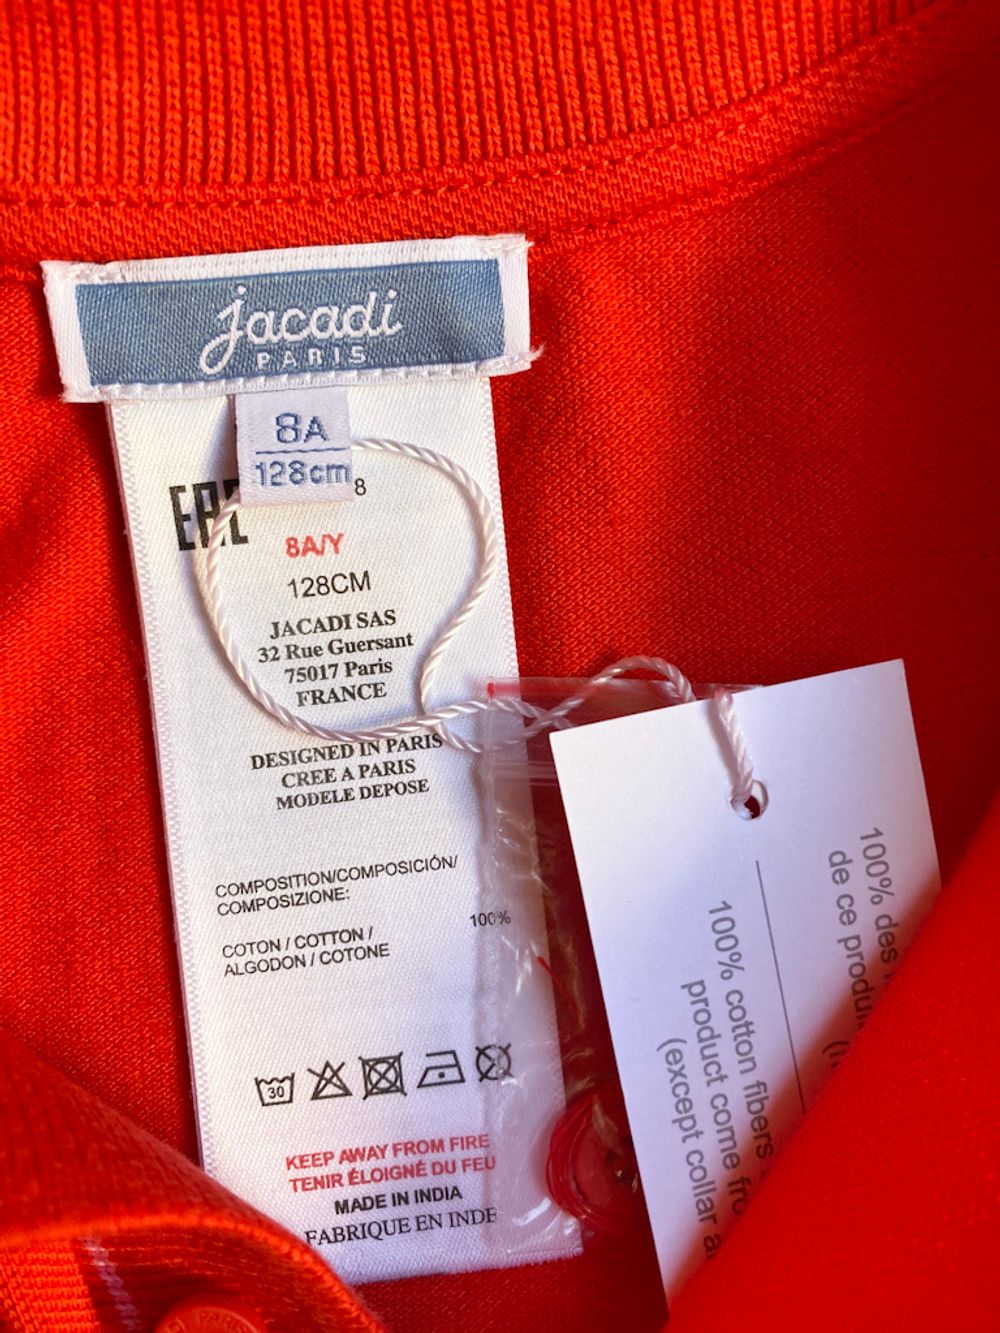 jacadi
PARIS
8A
128cm
EAC
8
8A/Y
128CM
JACADI SAS
32 Rue Guersant
75017 Paris
FRANCE
DESIGNED IN PARIS
CREE A PARIS
MODELE DEPOSE
COMPOSITION/COMPOSICIÓN/
COMPOSIZIONE:
100%
COTON / COTTON /
ALGODON / COTONE
30
KEEP AWAY FROM FIRE
TENIR ÉLOIGNÉ DU FEU
MADE IN INDIA
FABRIQUE EN INDE
100% des
de ce produi
100% cotton fibers
product come fro
(except collar a
PARIS